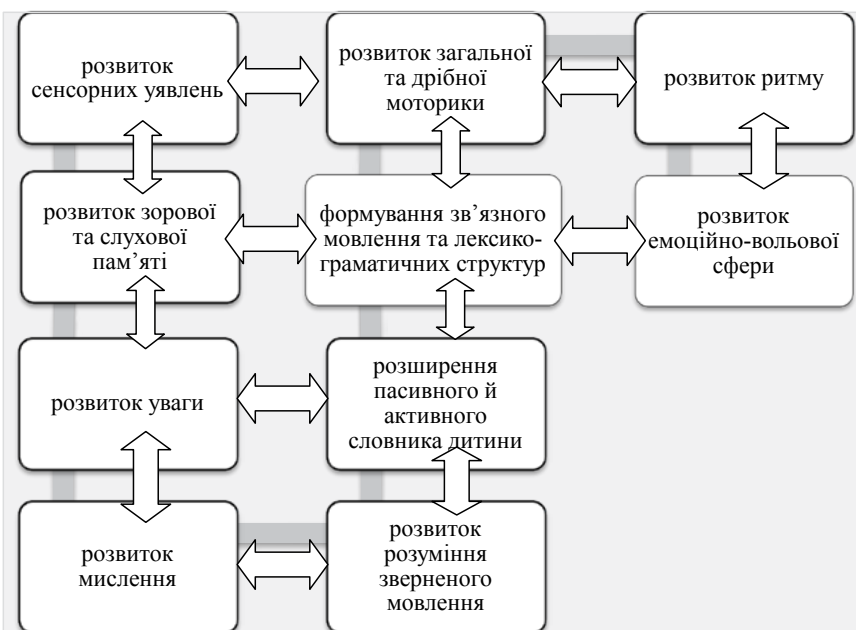 розвиток
сенсорних уявлень
розвиток загальної
та дрібної
моторики
розвиток ритму
розвиток зорової
та слухової
пам’яті
формування зв’язного
мовлення та лексико-
граматичних структур
розвиток
емоційно-вольової
сфери
розвиток уваги
розширення
пасивного й
активного
словника дитини
розвиток
мислення
розвиток
розуміння
зверненого
мовлення